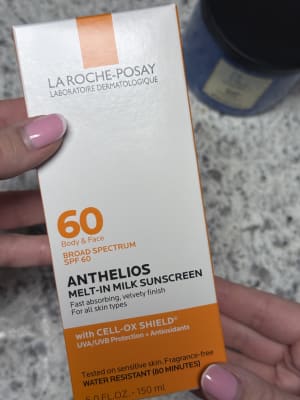 LA ROCHE-POSAY
LABORATOIRE DERMATOLOGIQUE
60
Body & Face
BROAD SPECTRUM
SPF 60
ANTHELIOS
MELT-IN MILK SUNSCREEN
Fast absorbing, velvety finish
For all skin types
with CELL-OX SHIELD®
UVA/UVB Protection + Antioxidants
Tested on sensitive skin. Fragrance-free
WATER RESISTANT (80 MINUTES)
5.0 FL.OZ - 150 ml